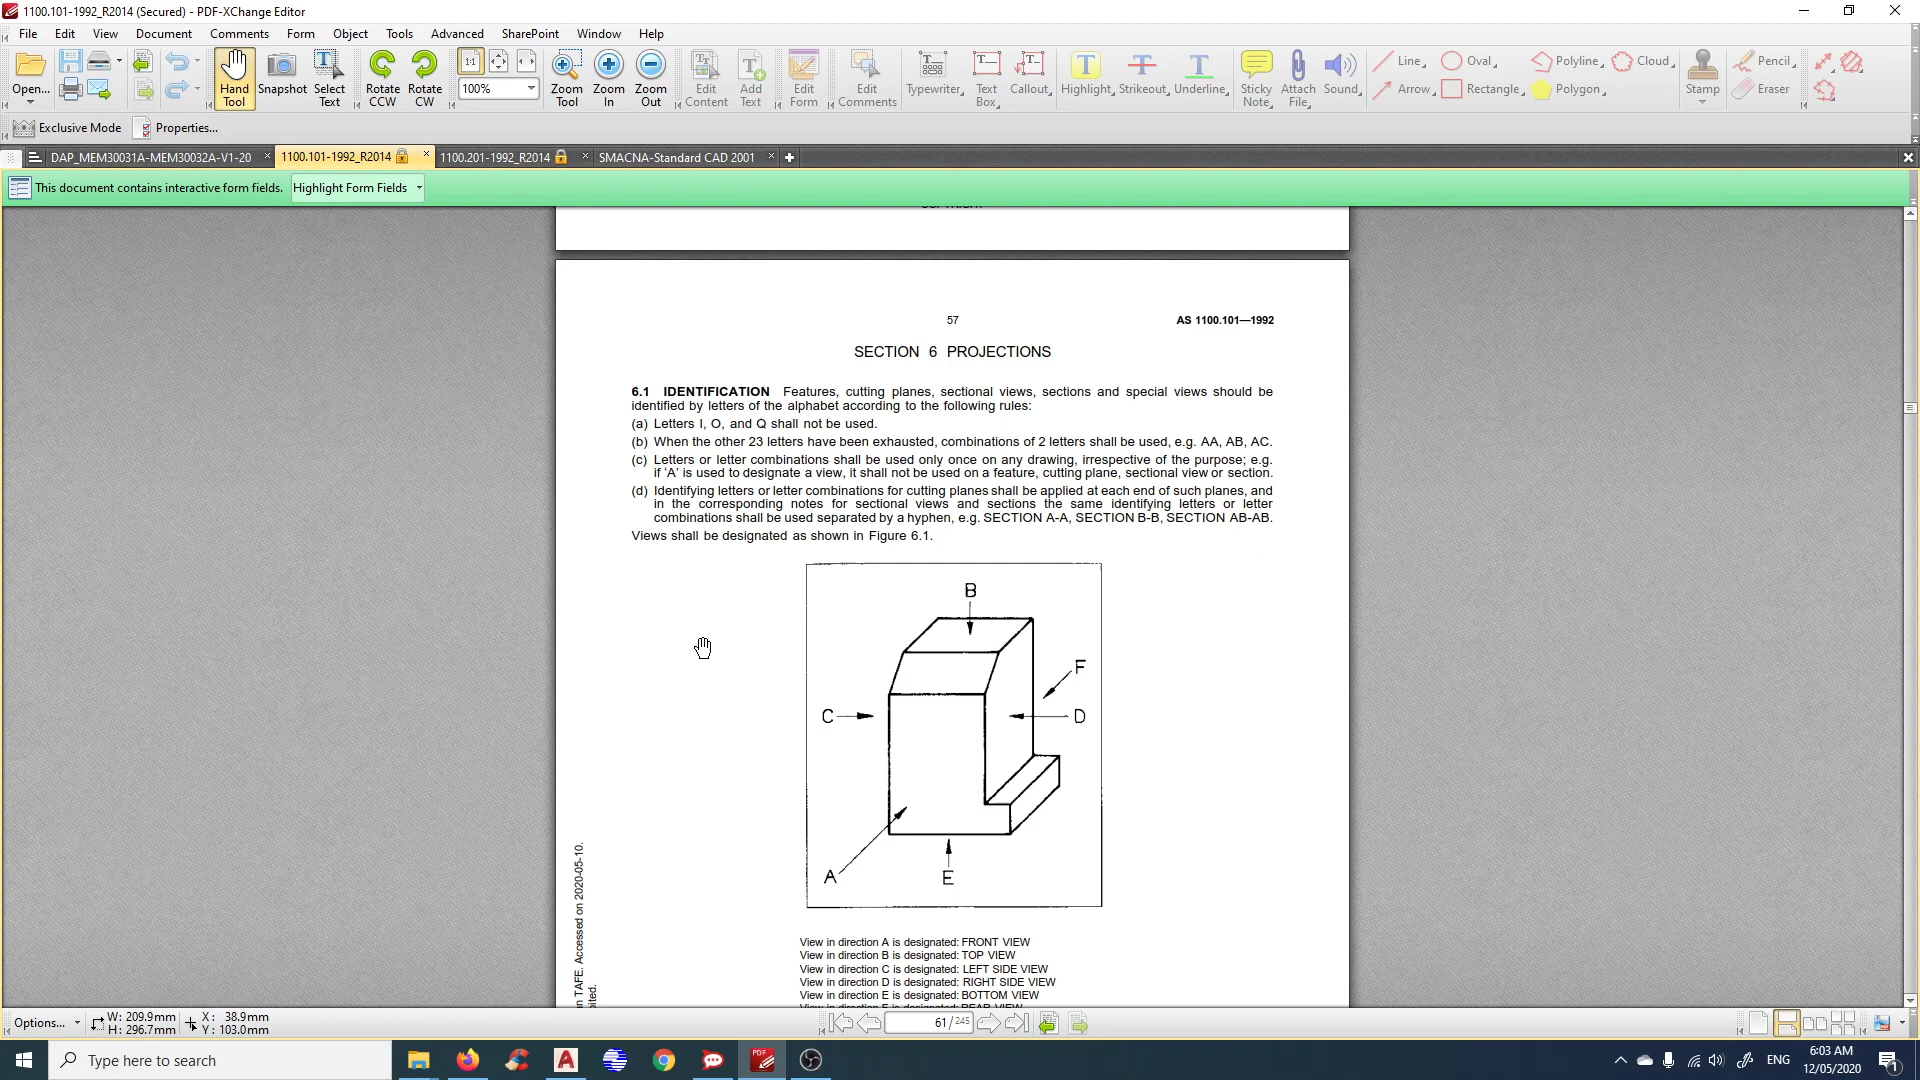 1100.101-1992_R2014 (Secured) - PDF-XChange Editor
File Edit View Document Comments Form Object Tools Advanced SharePoint Window Help
Open... Hand Tool Snapshot Select Text Rotate CCW Rotate CW 1:1 100% Zoom Tool Zoom In Zoom Out Edit Content Add Text Edit Form Edit Comments Typewriter Text Box Callout Highlight Strikeout Underline Sticky Note Attach File Sound Line Arrow Oval Rectangle Polyline Polygon Cloud Stamp Pencil Eraser
Exclusive Mode Properties...
DAP_MEM30031A-MEM30032A-V1-20 1100.101-1992_R2014 1100.201-1992_R2014 SMACNA-Standard CAD 2001
This document contains interactive form fields. Highlight Form Fields
57 AS 1100.101—1992
SECTION 6 PROJECTIONS
6.1 IDENTIFICATION Features, cutting planes, sectional views, sections and special views should be
identified by letters of the alphabet according to the following rules:
(a) Letters I, O, and Q shall not be used.
(b) When the other 23 letters have been exhausted, combinations of 2 letters shall be used, e.g. AA, AB, AC.
(c) Letters or letter combinations shall be used only once on any drawing, irrespective of the purpose; e.g.
if ‘A’ is used to designate a view, it shall not be used on a feature, cutting plane, sectional view or section.
(d) Identifying letters or letter combinations for cutting planes shall be applied at each end of such planes, and
in the corresponding notes for sectional views and sections the same identifying letters or letter
combinations shall be used separated by a hyphen, e.g. SECTION A-A, SECTION B-B, SECTION AB-AB.
Views shall be designated as shown in Figure 6.1.
B
F
C
D
A
E
View in direction A is designated: FRONT VIEW
View in direction B is designated: TOP VIEW
View in direction C is designated: LEFT SIDE VIEW
View in direction D is designated: RIGHT SIDE VIEW
View in direction E is designated: BOTTOM VIEW
n TAFE. Accessed on 2020-05-10.
Options... W: 209.9mm X: 38.9mm 61 / 245
H: 296.7mm Y: 103.0mm
Type here to search
ENG 6:03 AM
12/05/2020